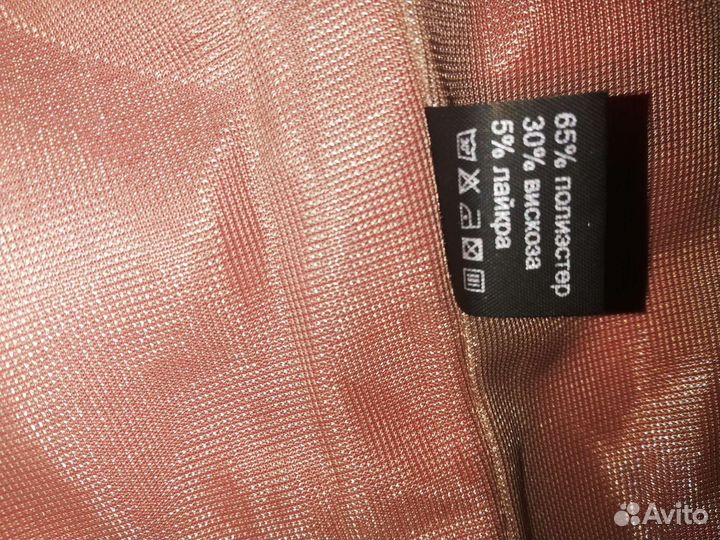 65% полиэстер
30% вискоза
5% лайкра
Avito